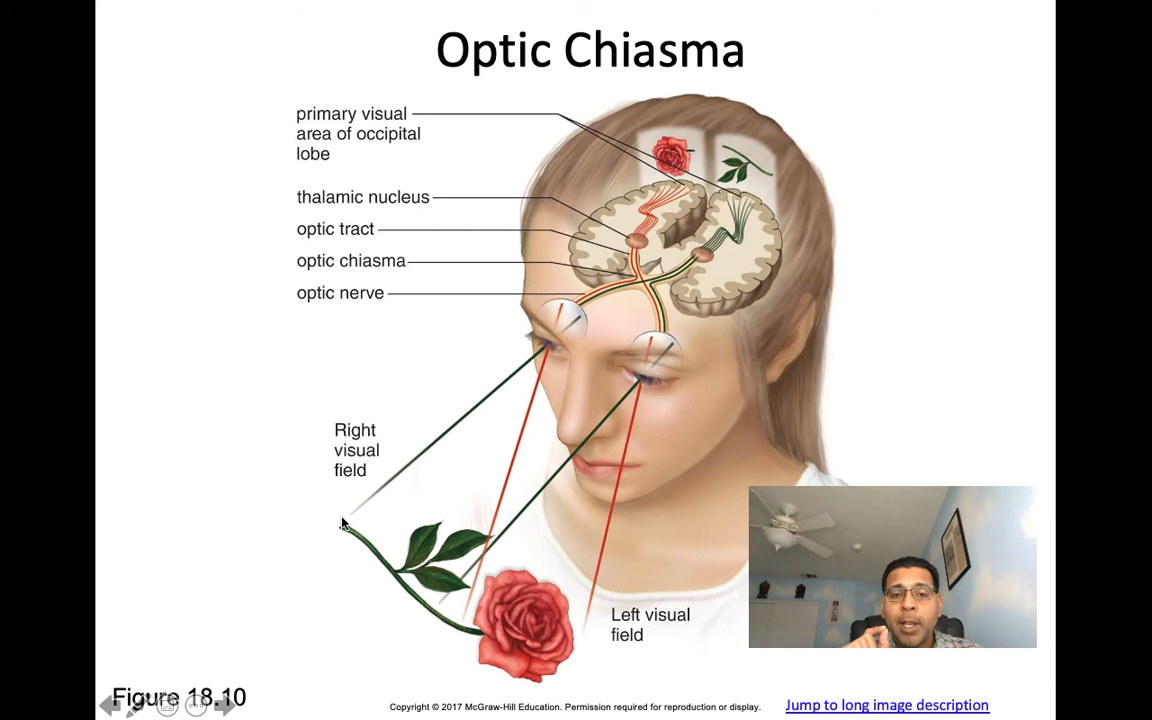 Optic Chiasma
primary visual
area of occipital
lobe
thalamic nucleus
optic tract
optic chiasma
optic nerve
Right
visual
field
Left visual
field
Figure 18.10
Copyright © 2017 McGraw-Hill Education. Permission required for reproduction or display.
Jump to long image description